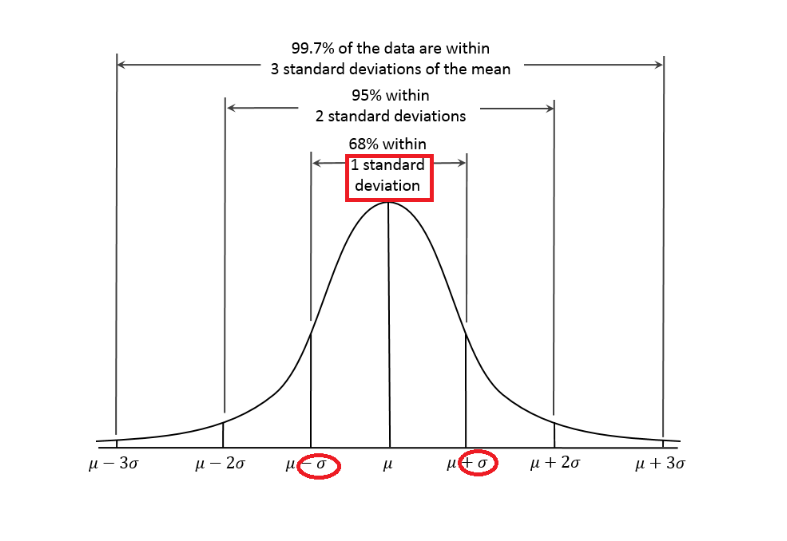 99.7% of the data are within
3 standard deviations of the mean
95% within
2 standard deviations
68% within
1 standard
deviation
μ − 3σ μ − 2σ μ − σ μ μ + σ μ + 2σ μ + 3σ